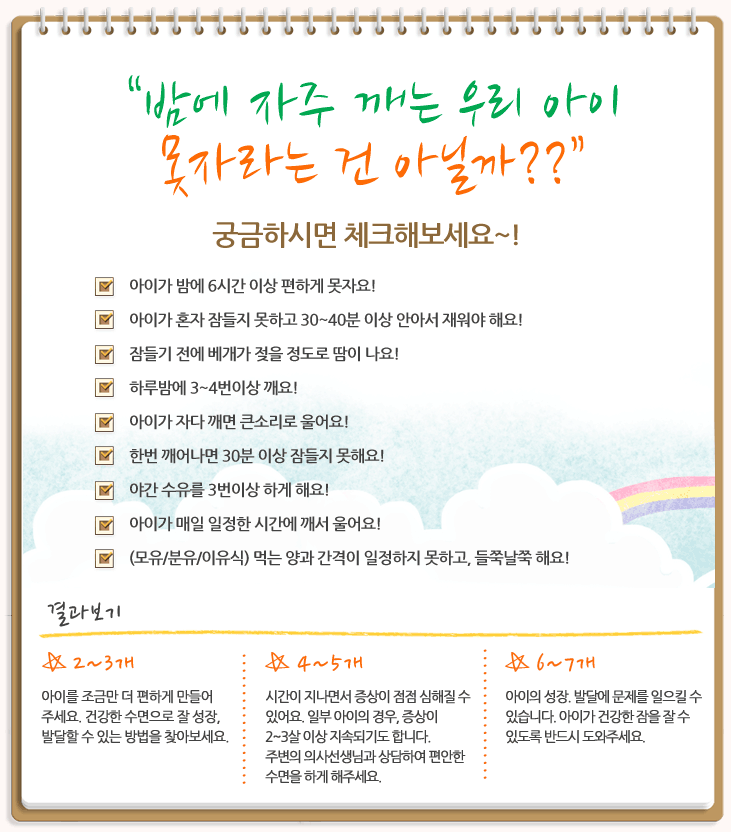 “밤에 자주 깨는 우리 아이
못자라는 건 아닐까??”
궁금하시면 체크해보세요~!
아이가 밤에 6시간 이상 편하게 못자요!
아이가 혼자 잠들지 못하고 30~40분 이상 안아서 재워야 해요!
잠들기 전에 베개가 젖을 정도로 땀이 나요!
하루밤에 3~4번이상 깨요!
아이가 자다 깨면 큰소리로 울어요!
한번 깨어나면 30분 이상 잠들지 못해요!
야간 수유를 3번이상 하게 해요!
아이가 매일 일정한 시간에 깨서 울어요!
(모유/분유/이유식) 먹는 양과 간격이 일정하지 못하고, 들쭉날쭉 해요!
결과보기
2~3개
아이를 조금만 더 편하게 만들어
주세요. 건강한 수면으로 잘 성장,
발달할 수 있는 방법을 찾아보세요.
4~5개
시간이 지나면서 증상이 점점 심해질 수
있어요. 일부 아이의 경우, 증상이
2~3살 이상 지속되기도 합니다.
주변의 의사선생님과 상담하여 편안한
수면을 하게 해주세요.
6~7개
아이의 성장. 발달에 문제를 일으킬 수
있습니다. 아이가 건강한 잠을 잘 수
있도록 반드시 도와주세요.